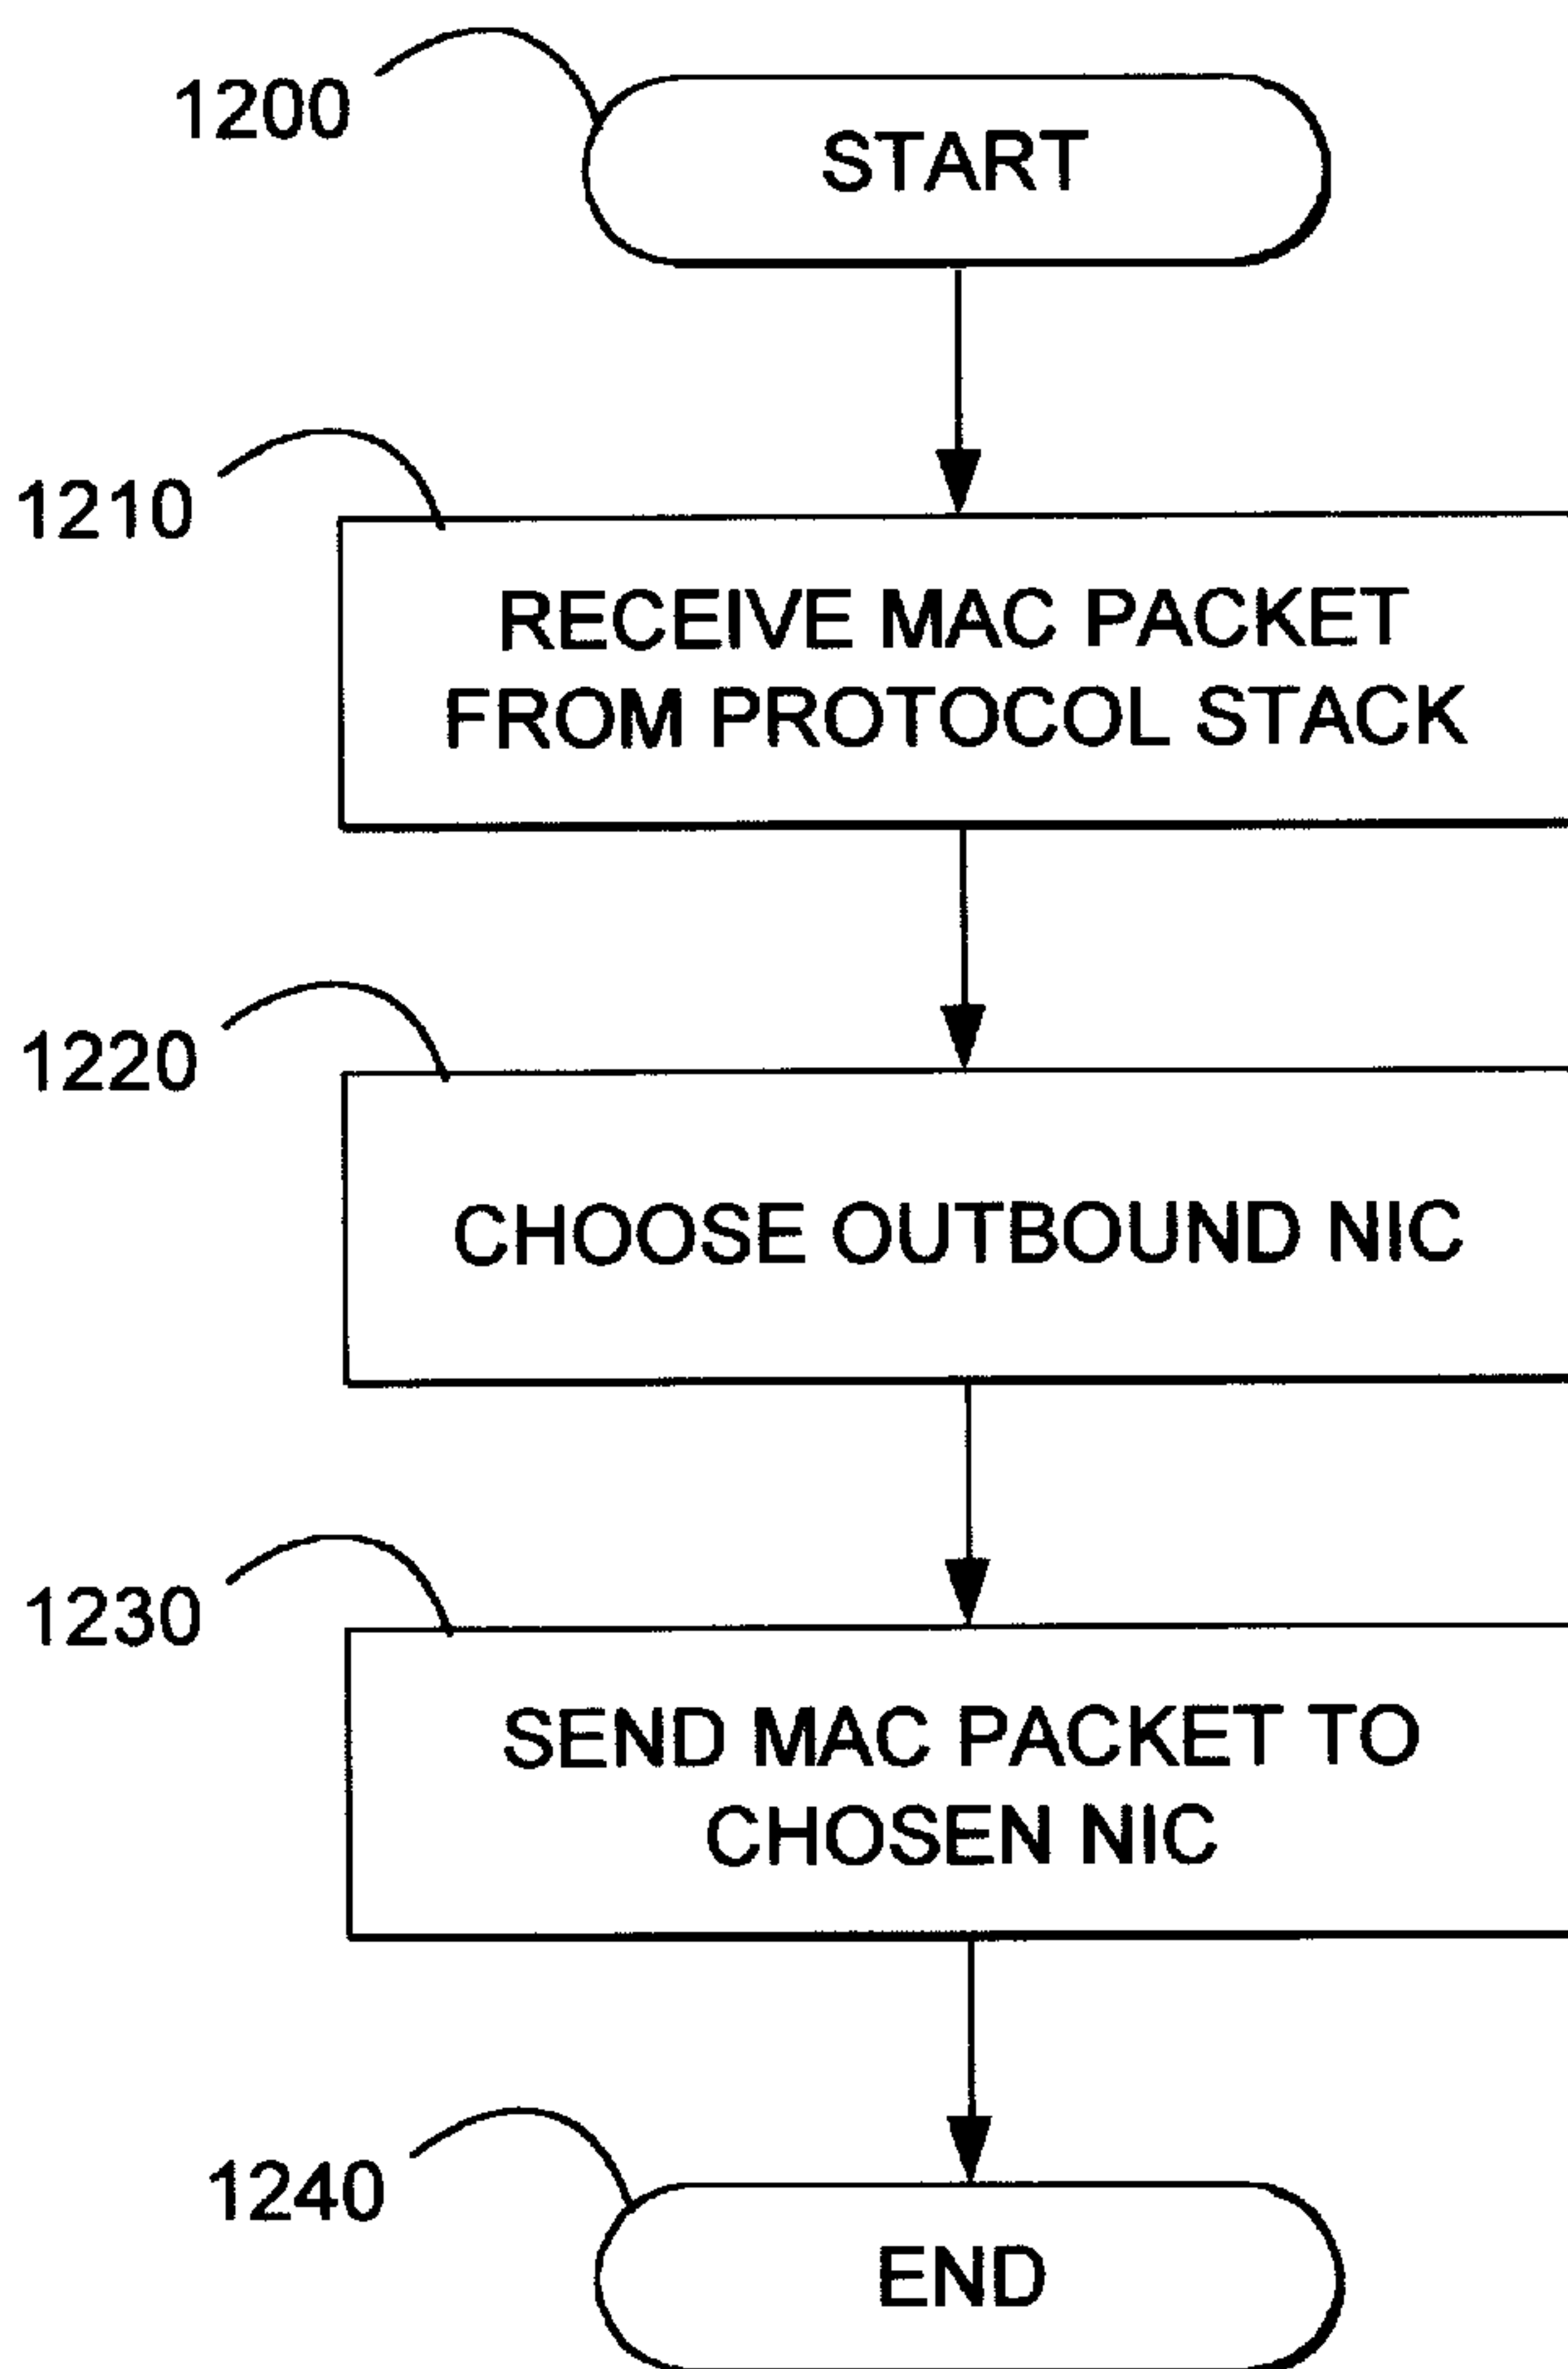 1200
START
1210
RECEIVE MAC PACKET
FROM PROTOCOL STACK
1220
CHOOSE OUTBOUND NIC
1230
SEND MAC PACKET TO
CHOSEN NIC
1240
END